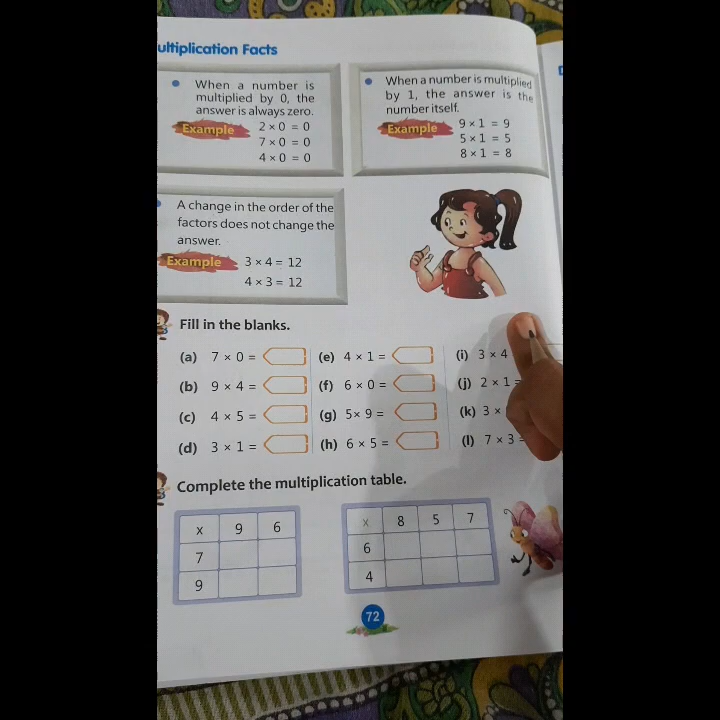 ultiplication Facts
When a number is
multiplied by 0, the
answer is always zero.
Example 2 × 0 = 0
7 × 0 = 0
4 × 0 = 0
When a number is multiplied
by 1, the answer is the
number itself.
Example 9 × 1 = 9
5 × 1 = 5
8 × 1 = 8
A change in the order of the
factors does not change the
answer.
Example 3 × 4 = 12
4 × 3 = 12
Fill in the blanks.
(a) 7 × 0 =
(b) 9 × 4 =
(c) 4 × 5 =
(d) 3 × 1 =
(e) 4 × 1 =
(f) 6 × 0 =
(g) 5× 9 =
(h) 6 × 5 =
(i) 3 × 4
(j) 2 × 1 =
(k) 3 ×
(l) 7 × 3 =
Complete the multiplication table.
x 9 6
7
9
x 8 5 7
6
4
72